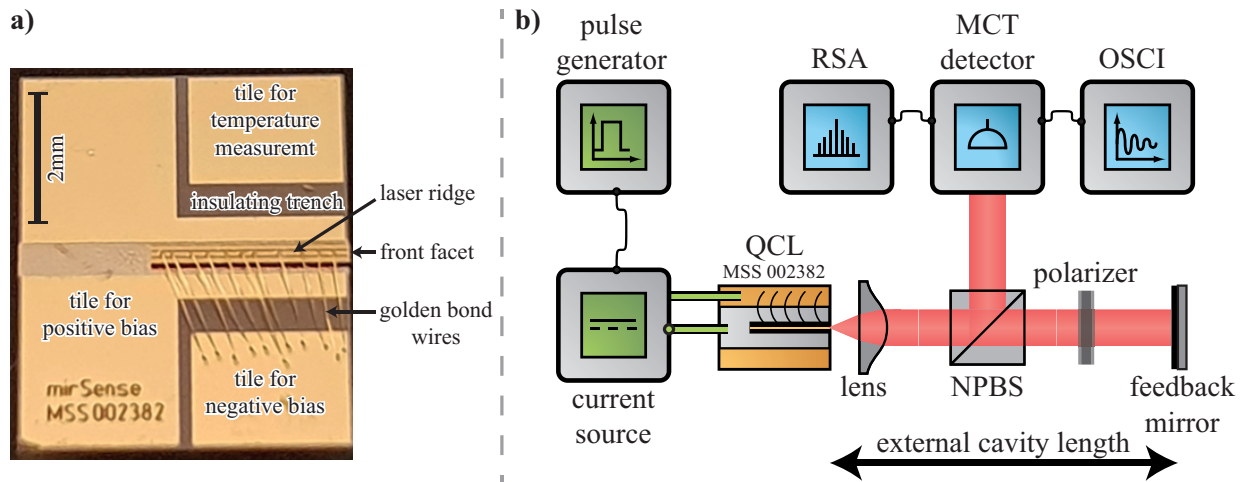 a)
tile for
temperature
measuremt
2mm
insulating trench
laser ridge
front facet
tile for
positive bias
golden bond
wires
tile for
negative bias
mirSense
MSS 002382
b)
pulse
generator
RSA
MCT
detector
OSCI
QCL
MSS 002382
polarizer
current
source
lens
NPBS
feedback
mirror
external cavity length